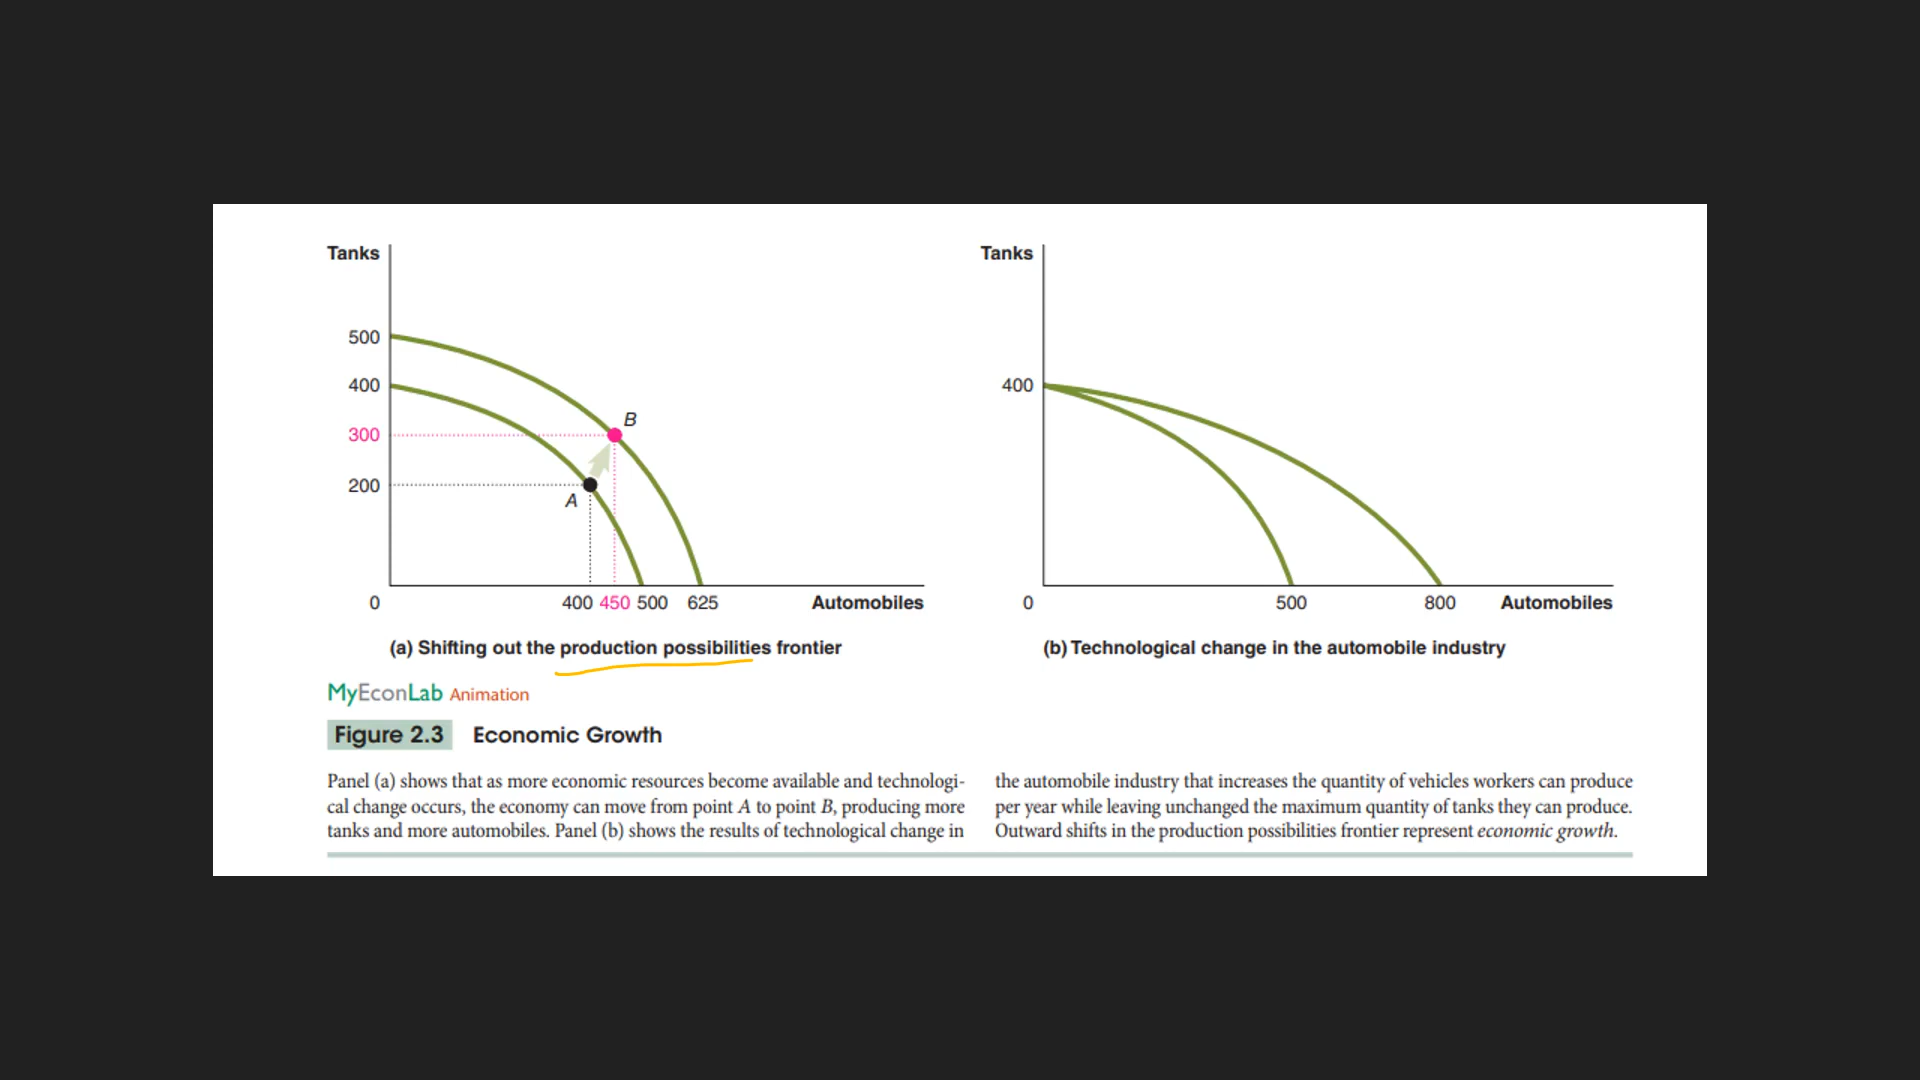 Tanks
500
400
300
200
B
A
0
400 450 500 625
Automobiles
(a) Shifting out the production possibilities frontier
Tanks
400
0
500
800
Automobiles
(b) Technological change in the automobile industry
MyEconLab Animation
Figure 2.3 Economic Growth
Panel (a) shows that as more economic resources become available and technologi-
cal change occurs, the economy can move from point A to point B, producing more
tanks and more automobiles. Panel (b) shows the results of technological change in
the automobile industry that increases the quantity of vehicles workers can produce
per year while leaving unchanged the maximum quantity of tanks they can produce.
Outward shifts in the production possibilities frontier represent economic growth.